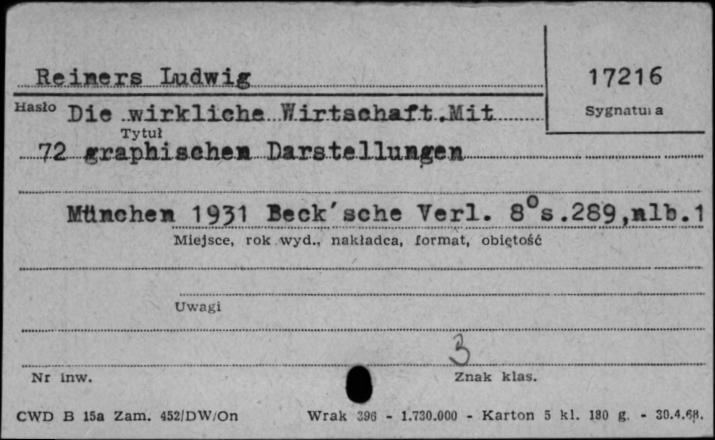 Reiners Ludwig
17216
Hasło Die wirkliche Wirtschaft.Mit
Sygnatura
Tytuł
72 graphischen Darstellungen
München 1931 Beck'sche Verl. 8°s.289,nlb.1
Miejsce, rok wyd., nakładca, format, objętość
Uwagi
3
Nr inw.
Znak klas.
CWD B 15a Zam. 452/DW/On Wrak 396 - 1.730.000 - Karton 5 kl. 180 g. - 30.4.68.